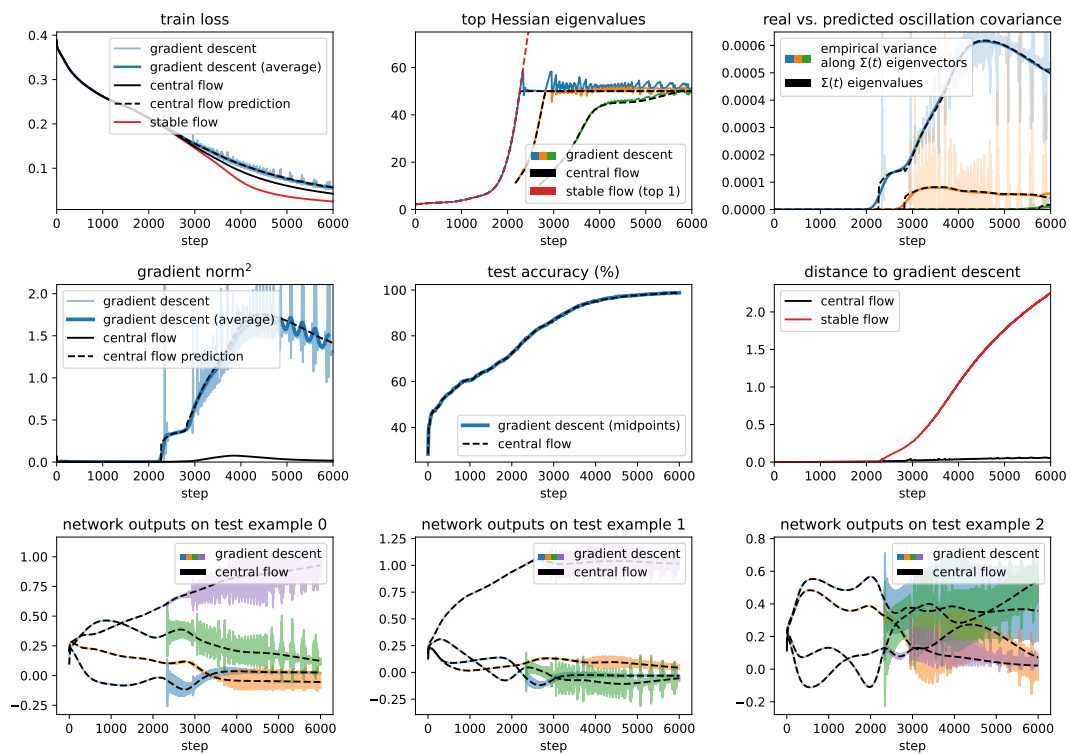 train loss
0.4
0.3
0.2
0.1
gradient descent
gradient descent (average)
central flow
central flow prediction
stable flow
0 1000 2000 3000 4000 5000 6000
step
top Hessian eigenvalues
60
40
20
0
gradient descent
central flow
stable flow (top 1)
0 1000 2000 3000 4000 5000 6000
step
real vs. predicted oscillation covariance
0.0006
0.0005
0.0004
0.0003
0.0002
0.0001
0.0000
empirical variance
along Σ(t) eigenvectors
Σ(t) eigenvalues
0 1000 2000 3000 4000 5000 6000
step
gradient norm²
2.0
1.5
1.0
0.5
0.0
gradient descent
gradient descent (average)
central flow
central flow prediction
0 1000 2000 3000 4000 5000 6000
step
test accuracy (%)
100
80
60
40
gradient descent (midpoints)
central flow
0 1000 2000 3000 4000 5000 6000
step
distance to gradient descent
2.0
1.5
1.0
0.5
0.0
central flow
stable flow
0 1000 2000 3000 4000 5000 6000
step
network outputs on test example 0
1.00
0.75
0.50
0.25
0.00
−0.25
gradient descent
central flow
0 1000 2000 3000 4000 5000 6000
step
network outputs on test example 1
1.25
1.00
0.75
0.50
0.25
0.00
−0.25
gradient descent
central flow
0 1000 2000 3000 4000 5000 6000
step
network outputs on test example 2
0.8
0.6
0.4
0.2
0.0
−0.2
gradient descent
central flow
0 1000 2000 3000 4000 5000 6000
step